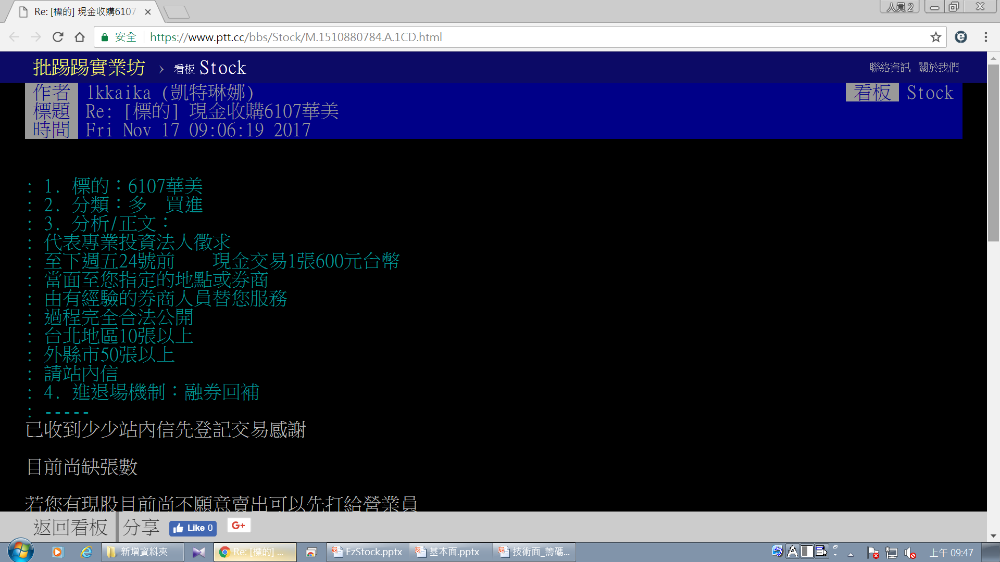 Re: [標的] 現金收購6107
人員 2
安全 https://www.ptt.cc/bbs/Stock/M.1510880784.A.1CD.html
批踢踢實業坊 › 看板 Stock 聯絡資訊 關於我們
作者 lkkaika (凱特琳娜) 看板 Stock
標題 Re: [標的] 現金收購6107華美
時間 Fri Nov 17 09:06:19 2017
: 1. 標的：6107華美
: 2. 分類：多 買進
: 3. 分析/正文：
: 代表專業投資法人徵求
: 至下週五24號前 現金交易1張600元台幣
: 當面至您指定的地點或券商
: 由有經驗的券商人員替您服務
: 過程完全合法公開
: 台北地區10張以上
: 外縣市50張以上
: 請站內信
: 4. 進退場機制：融券回補
: -----
已收到少少站內信先登記交易感謝
目前尚缺張數
若您有現股目前尚不願意賣出可以先打給營業員
返回看板 分享 Like 0 G+
新增資料夾 Re: [標的] ... EzStock.pptx 基本面.pptx 技術面_籌碼... 上午 09:47